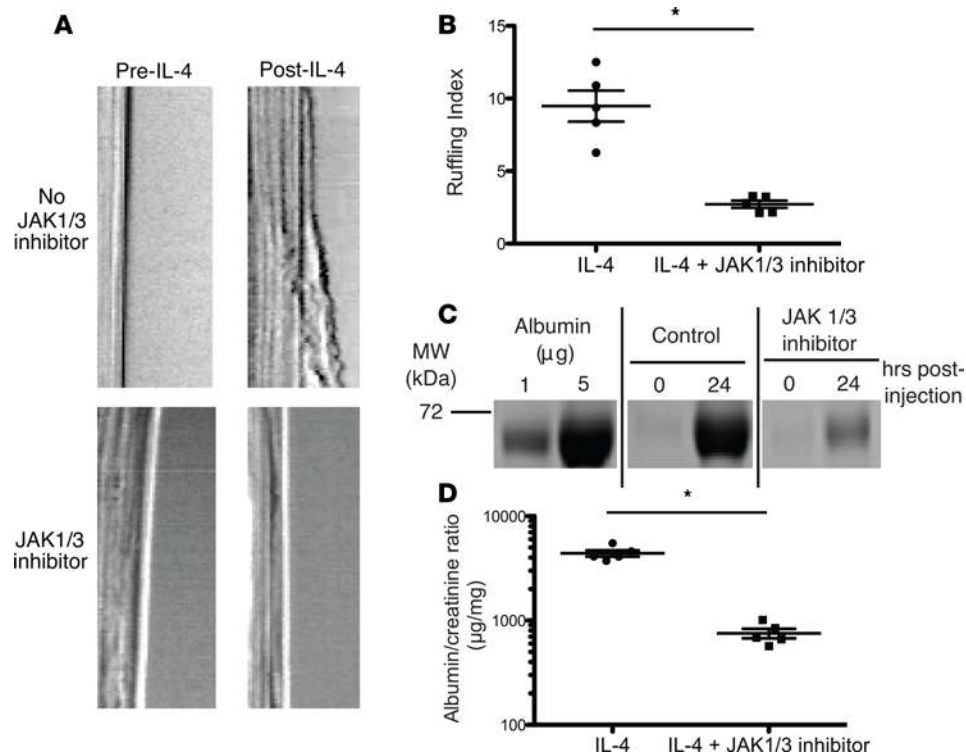 A
Pre-IL-4 Post-IL-4
No
JAK1/3
inhibitor
JAK1/3
inhibitor
B
*
Ruffling Index
15
10
5
0
IL-4 IL-4 + JAK1/3 inhibitor
C
Albumin
(μg)
Control
JAK 1/3
inhibitor
MW
(kDa)
1 5 0 24 0 24
hrs post-
injection
72
D
*
Albumin/creatinine ratio
(μg/mg)
10000
1000
100
IL-4 IL-4 + JAK1/3 inhibitor